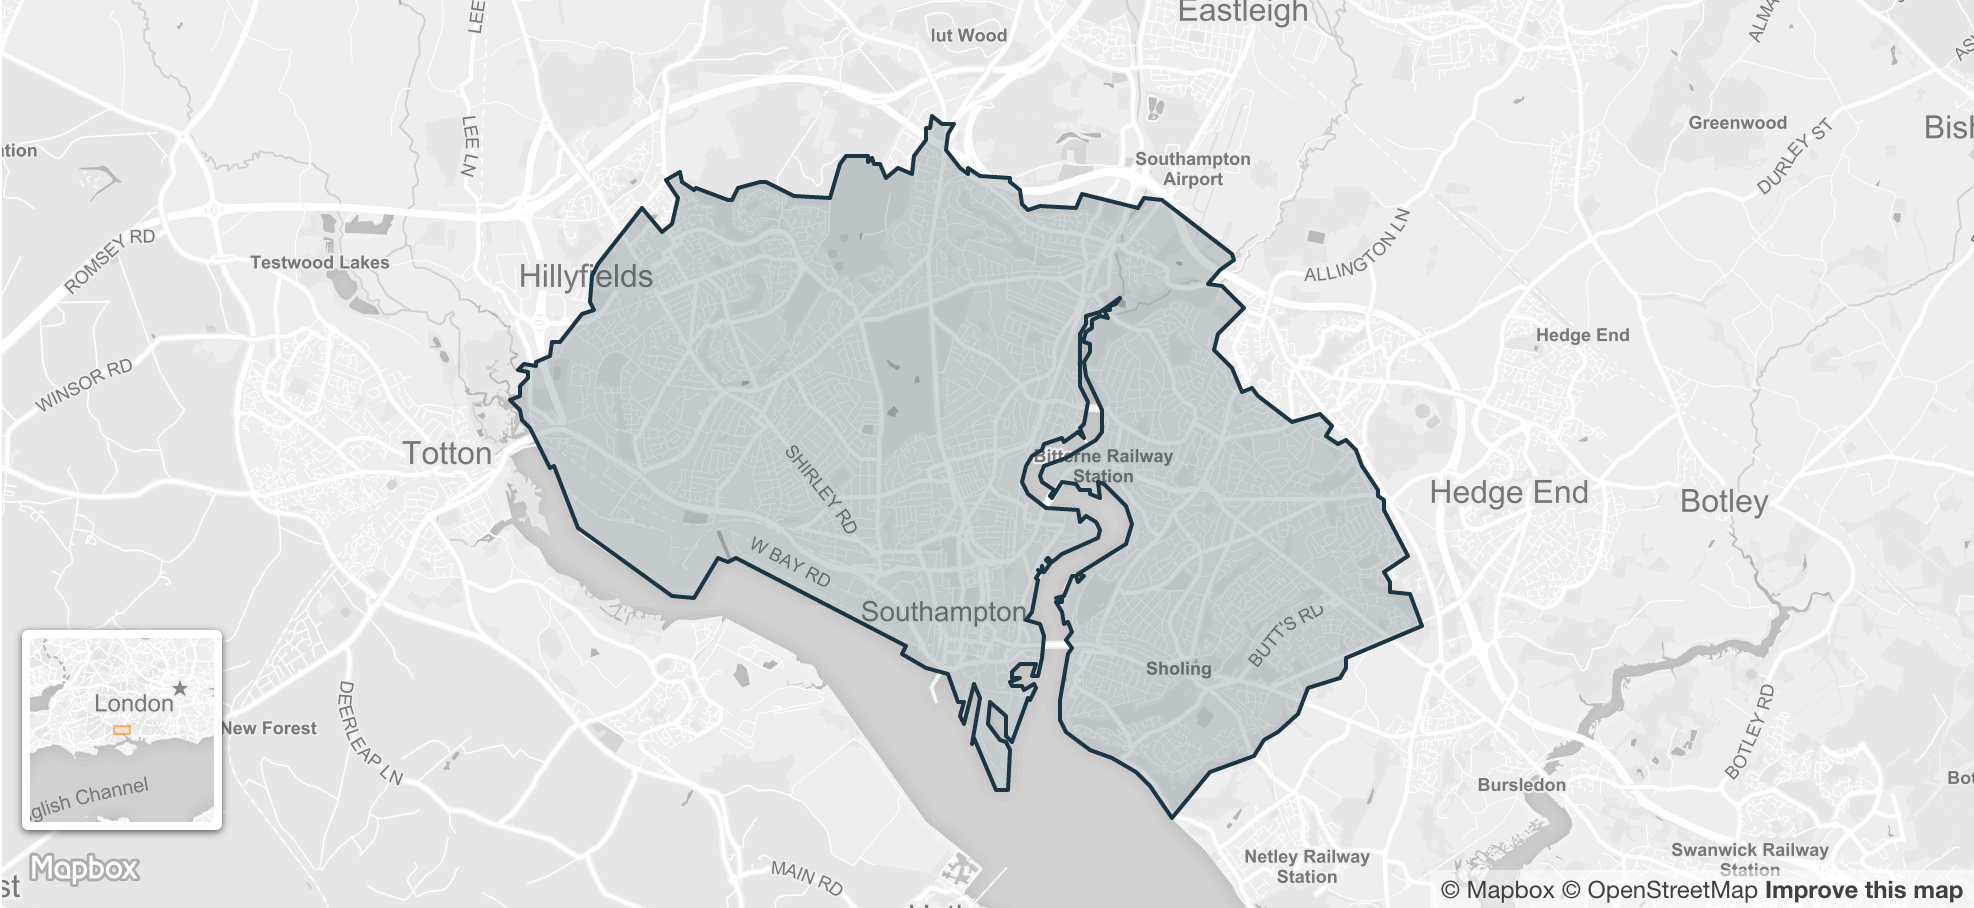 Eastleigh
lut Wood
LEE
ALMA
AS
LEE LN
Greenwood
DURLEY ST
Bish
ation
Southampton
Airport
ROMSEY RD
Testwood Lakes
Hillyfields
ALLINGTON LN
Hedge End
WINSOR RD
Totton
SHIRLEY RD
Bitterne Railway
Station
Hedge End
Botley
W BAY RD
Southampton
BUTT'S RD
Sholing
London
New Forest
DEERLEAP LN
BOTLEY RD
glish Channel
Bursledon
Bot
Mapbox
st
MAIN RD
Netley Railway
Station
Swanwick Railway
Station
© Mapbox © OpenStreetMap Improve this map